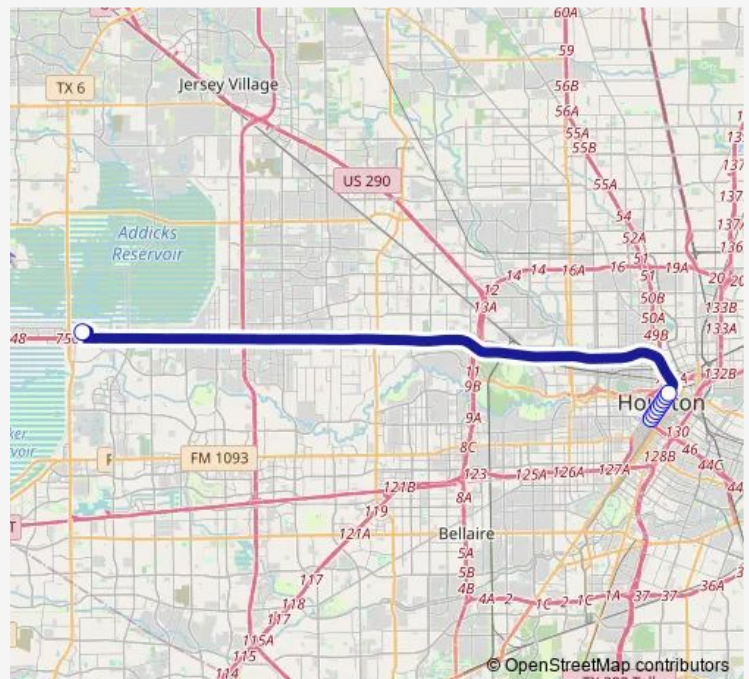 60A
TX 6
59
Jersey Village
56B
56A
55A
55B
US 290
55A
54
Addicks
Reservoir
52A
51
14
14
16A
16
19A
20
12
51
13A
50B
133B
50A
133A
48
49B
11
9B
132B
Houston
9A
130
8C
46
FM 1093
128B
44C
123
125A
126A
127A
121B
44
8A
119
121A
Bellaire
5A
117
5B
36A
118
4B
4A
2
1C
2
1C
1A
37
37
117
115A
115
114
© OpenStreetMap contributors